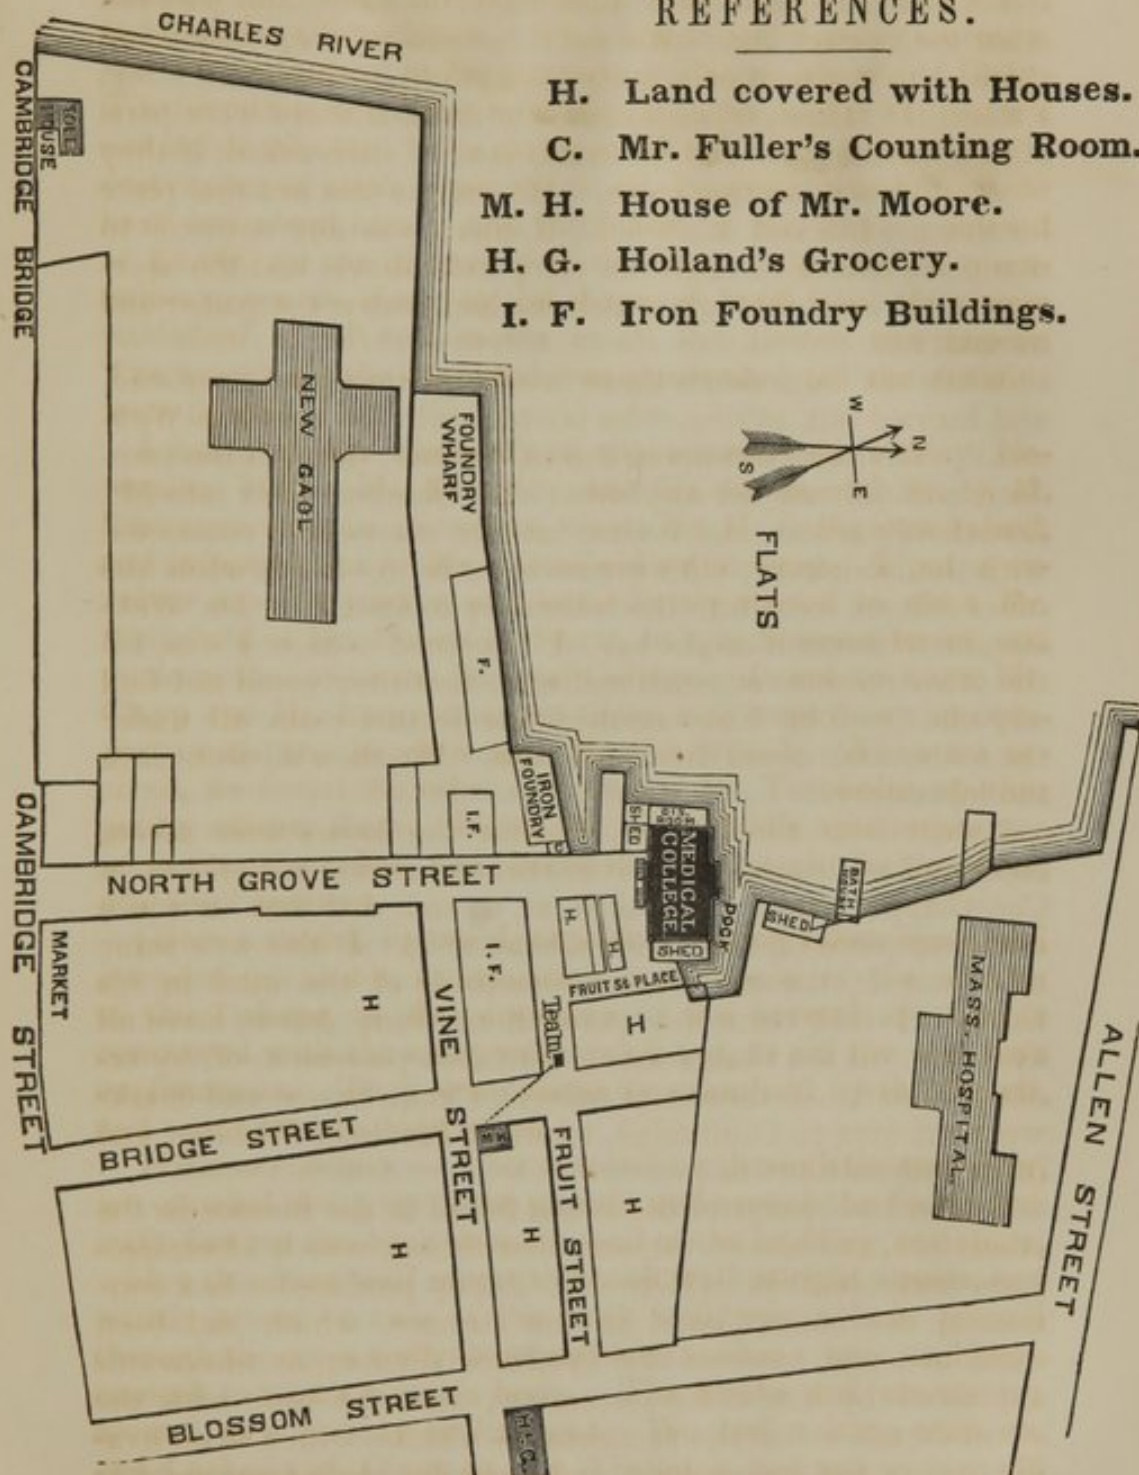 REFERENCES.
H. Land covered with Houses.
C. Mr. Fuller's Counting Room.
M. H. House of Mr. Moore.
H. G. Holland's Grocery.
I. F. Iron Foundry Buildings.
CHARLES RIVER
CAMBRIDGE BRIDGE
TOLL
HOUSE
NEW GAOL
FOUNDRY
WHARF
W
N
S
E
FLATS
F.
IRON
FOUNDRY
I.F.
C
SHED
MEDICAL
COLLEGE
SHED
DOCK
SHED
BATH
HOUSE
NORTH GROVE STREET
CAMBRIDGE STREET
MARKET
H
VINE STREET
I. F.
H
H
FRUIT St PLACE
H
Team
MASS. HOSPITAL
ALLEN STREET
BRIDGE STREET
M.H.
FRUIT STREET
H
H
H
BLOSSOM STREET
H. G.